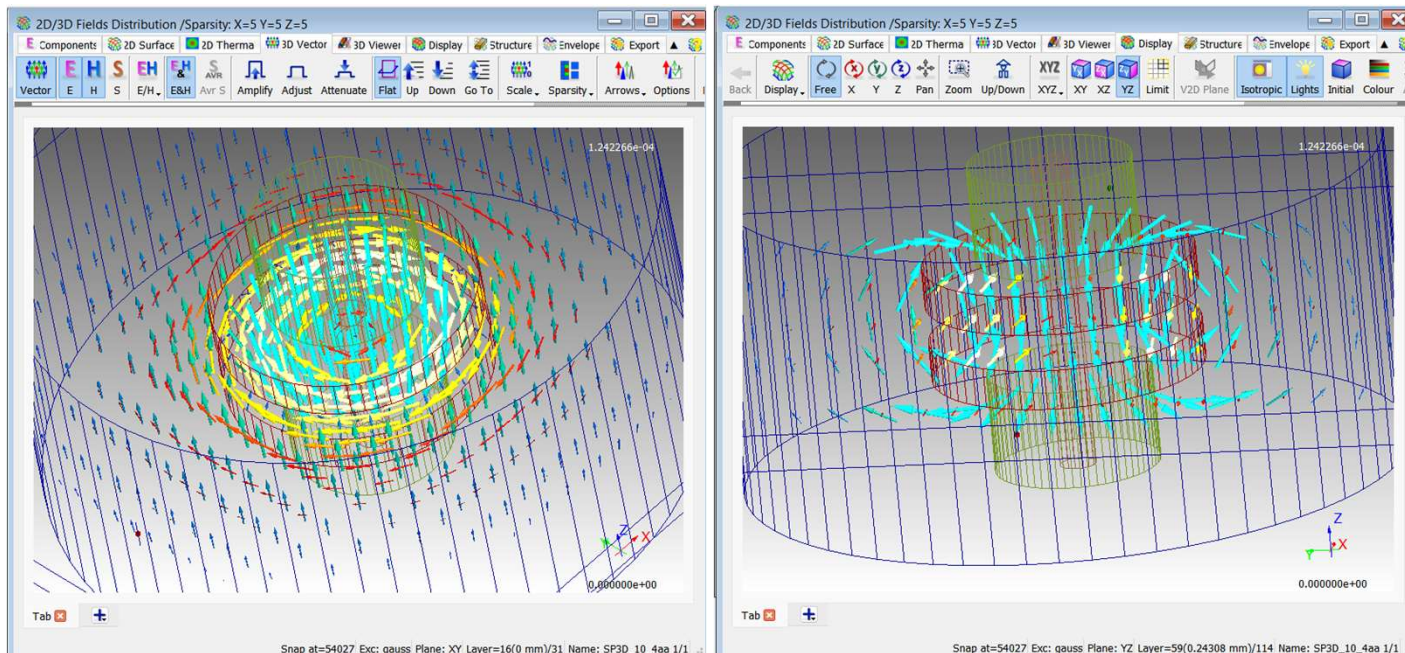 2D/3D Fields Distribution /Sparsity: X=5 Y=5 Z=5
E Components 2D Surface 2D Therma 3D Vector 3D Viewer Display Structure Envelope Export
E H S EH E&H S AVR
Vector E H S E/H E&H Avr S Amplify Adjust Attenuate Flat Up Down Go To Scale Sparsity Arrows Options
1.242266e-04
Z
Y X
0.000000e+00
Tab
Snap at=54027 Exc: gauss Plane: XY Layer=16(0 mm)/31 Name: SP3D_10_4aa 1/1
2D/3D Fields Distribution /Sparsity: X=5 Y=5 Z=5
E Components 2D Surface 2D Therma 3D Vector 3D Viewer Display Structure Envelope Export
XYZ XY XZ YZ
Back Display Free X Y Z Pan Zoom Up/Down XYZ XY XZ YZ Limit V2D Plane Isotropic Lights Initial Colour
1.242266e-04
Z
Y X
0.000000e+00
Tab
Snap at=54027 Exc: gauss Plane: YZ Layer=59(0.24308 mm)/114 Name: SP3D_10_4aa 1/1